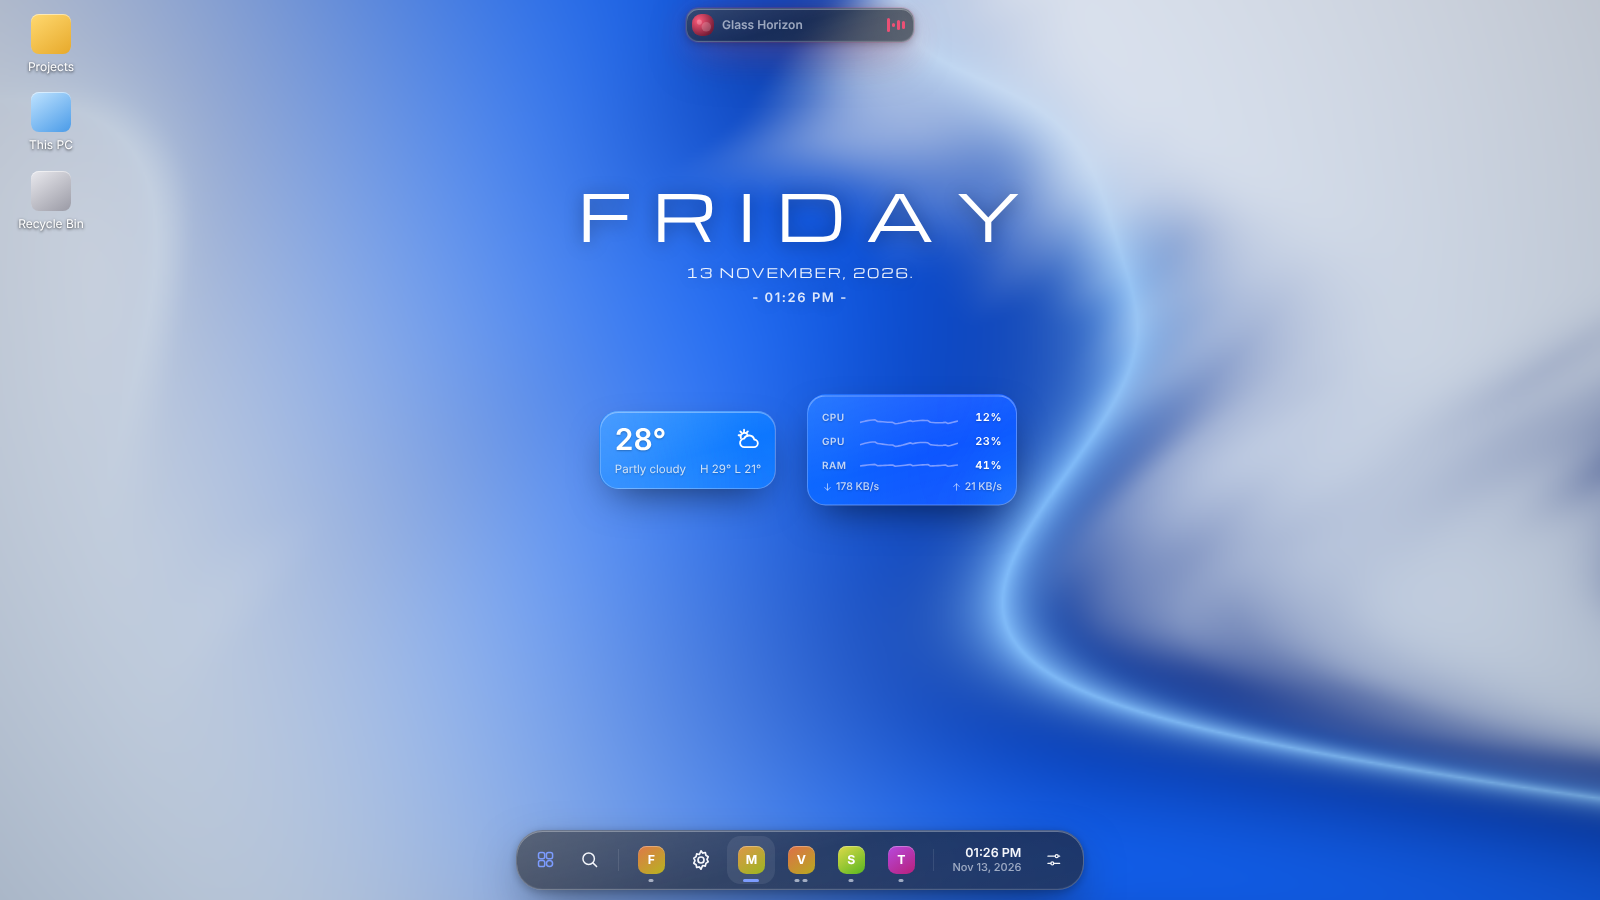 Glass Horizon
Projects
This PC
Recycle Bin
FRIDAY
13 NOVEMBER, 2026.
- 01:26 PM -
28°
Partly cloudy H 29° L 21°
CPU 12%
GPU 23%
RAM 41%
↓ 178 KB/s ↑ 21 KB/s
F M V S T
01:26 PM
Nov 13, 2026